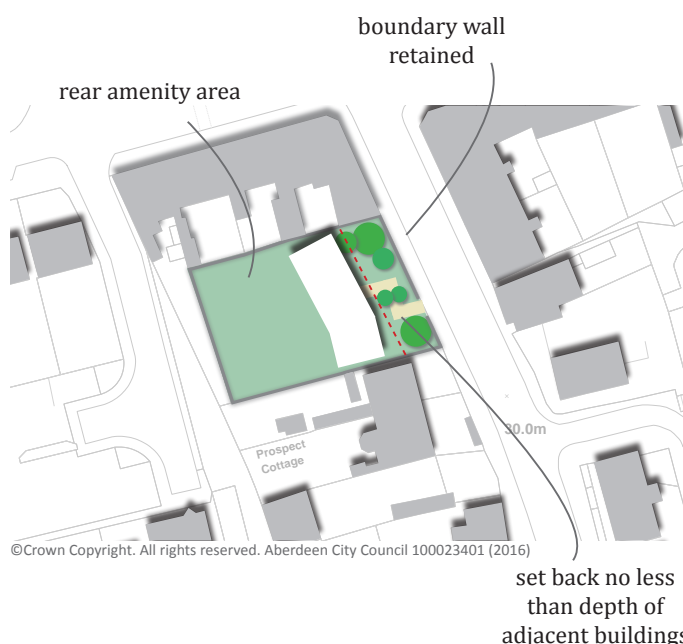 boundary wall
retained
rear amenity area
30.0m
Prospect
Cottage
©Crown Copyright. All rights reserved. Aberdeen City Council 100023401 (2016)
set back no less
than depth of
adjacent buildings